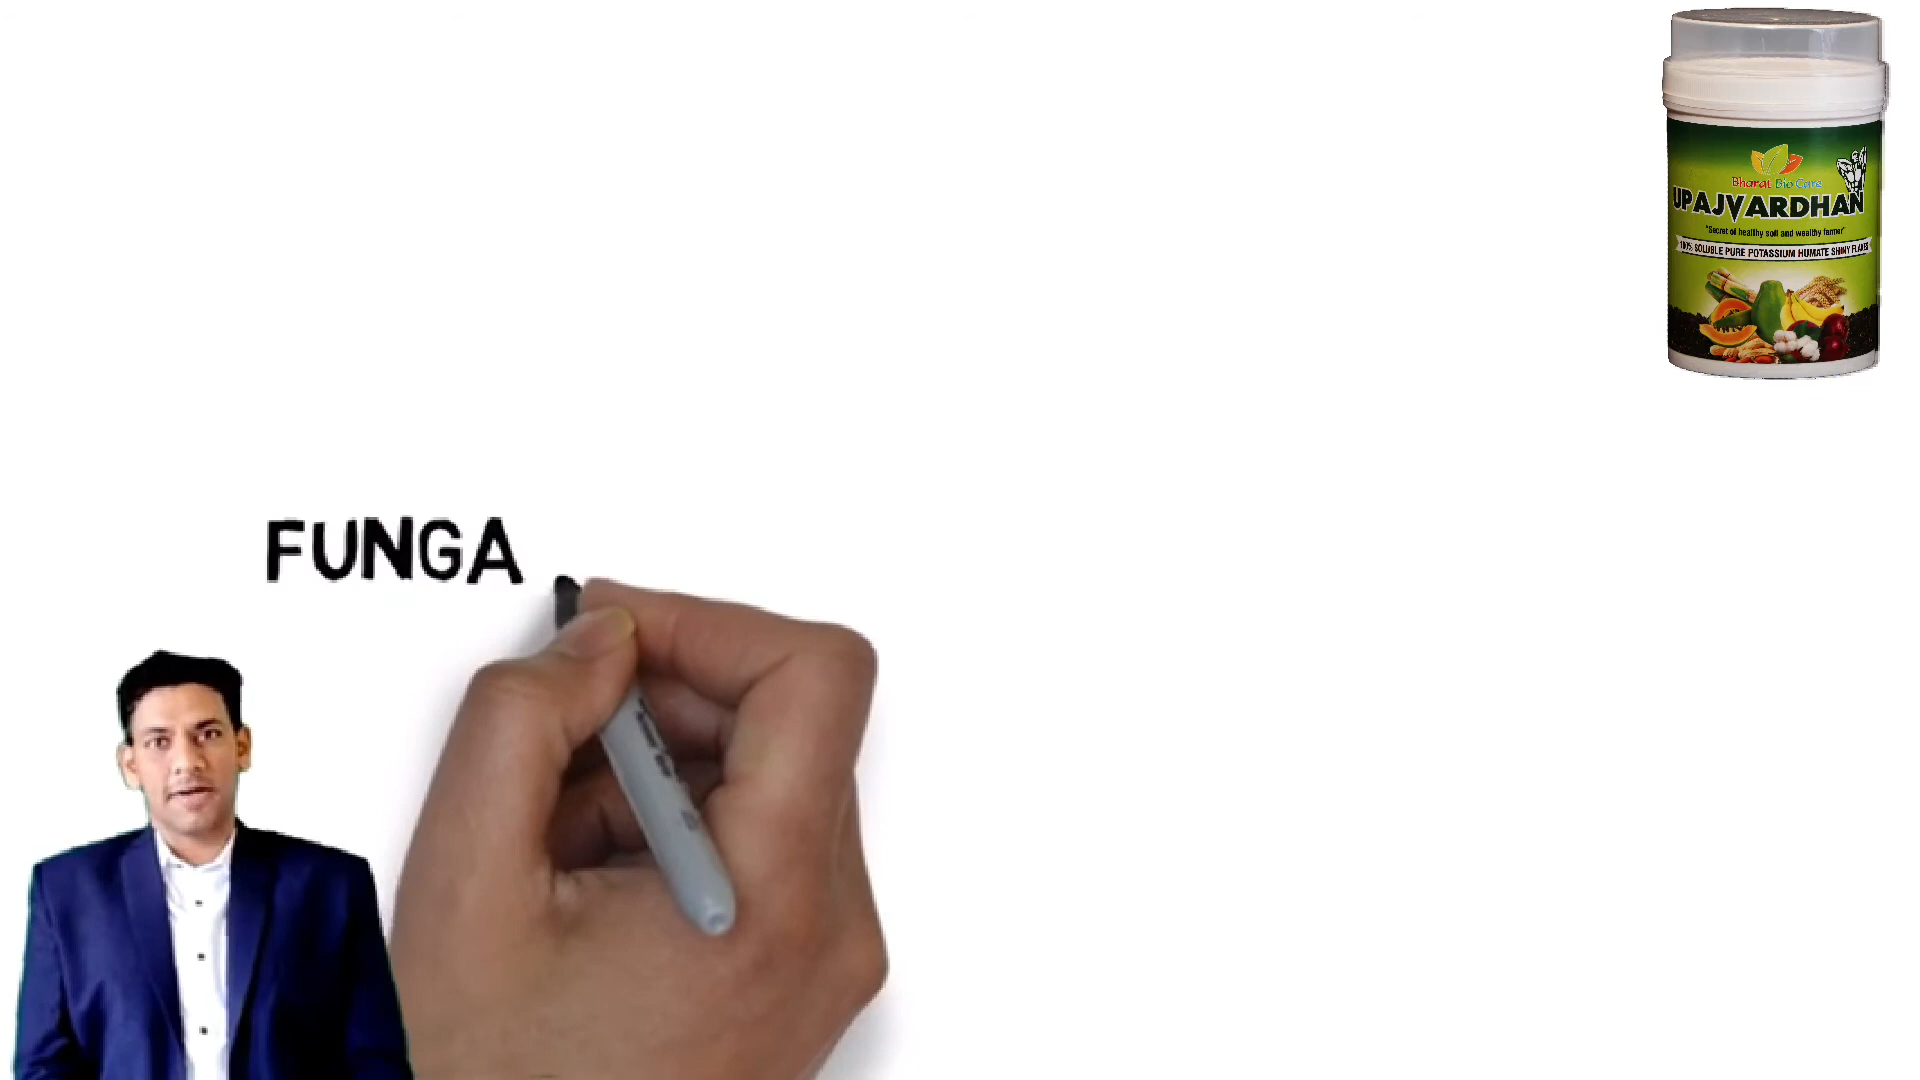 Bharat Bio Care
UPAJVARDHAN
"Secret of healthy soil and wealthy farmer"
100% SOLUBLE PURE POTASSIUM HUMATE SHINY FLAKES
FUNGA